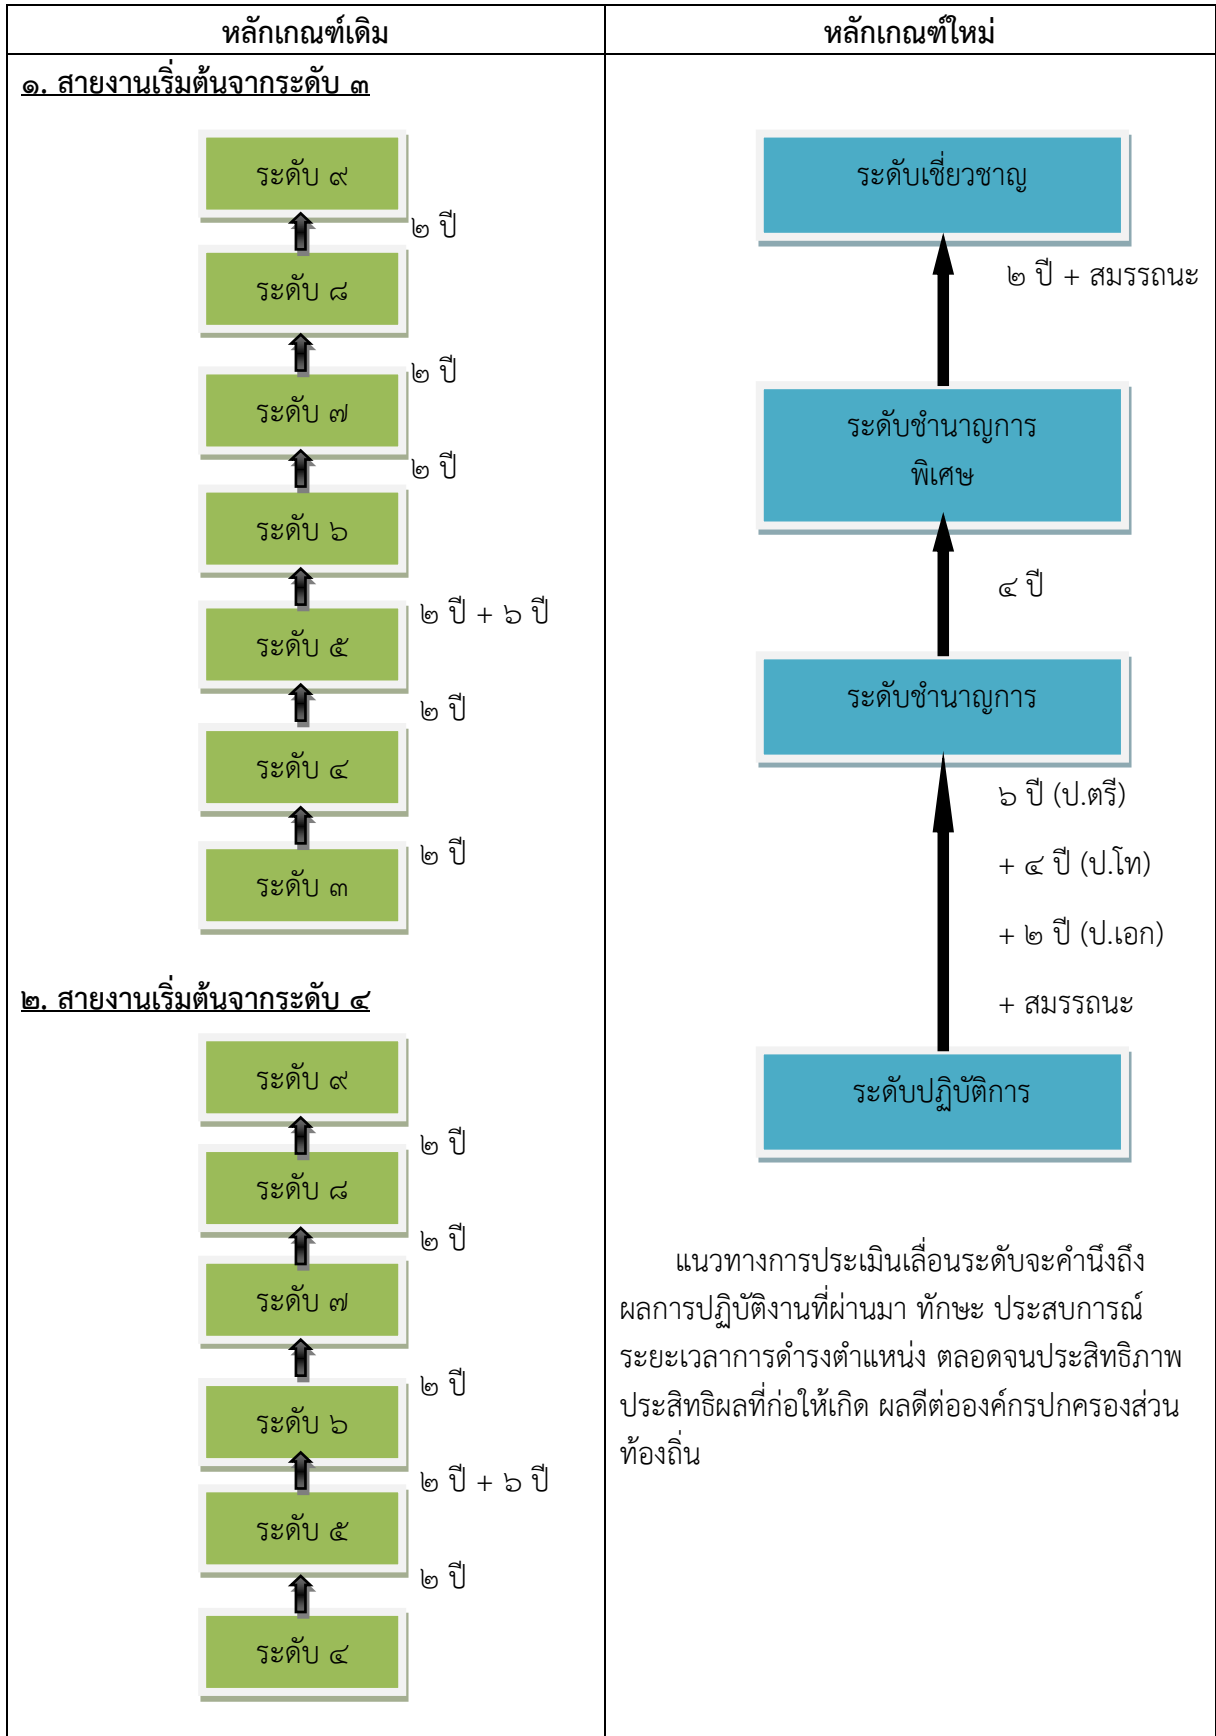 หลักเกณฑ์เดิม
๑. สายงานเริ่มต้นจากระดับ ๓
ระดับ ๙
๒ ปี
ระดับ ๘
๒ ปี
ระดับ ๗
๒ ปี
ระดับ ๖
๒ ปี + ๖ ปี
ระดับ ๕
๒ ปี
ระดับ ๔
๒ ปี
ระดับ ๓
๒. สายงานเริ่มต้นจากระดับ ๔
ระดับ ๙
๒ ปี
ระดับ ๘
๒ ปี
ระดับ ๗
๒ ปี
ระดับ ๖
๒ ปี + ๖ ปี
ระดับ ๕
๒ ปี
ระดับ ๔
หลักเกณฑ์ใหม่
ระดับเชี่ยวชาญ
๒ ปี + สมรรถนะ
ระดับชำนาญการ
พิเศษ
๔ ปี
ระดับชำนาญการ
๖ ปี (ป.ตรี)
+ ๔ ปี (ป.โท)
+ ๒ ปี (ป.เอก)
+ สมรรถนะ
ระดับปฏิบัติการ
แนวทางการประเมินเลื่อนระดับจะคำนึงถึง
ผลการปฏิบัติงานที่ผ่านมา ทักษะ ประสบการณ์
ระยะเวลาการดำรงตำแหน่ง ตลอดจนประสิทธิภาพ
ประสิทธิผลที่ก่อให้เกิด ผลดีต่อองค์กรปกครองส่วน
ท้องถิ่น